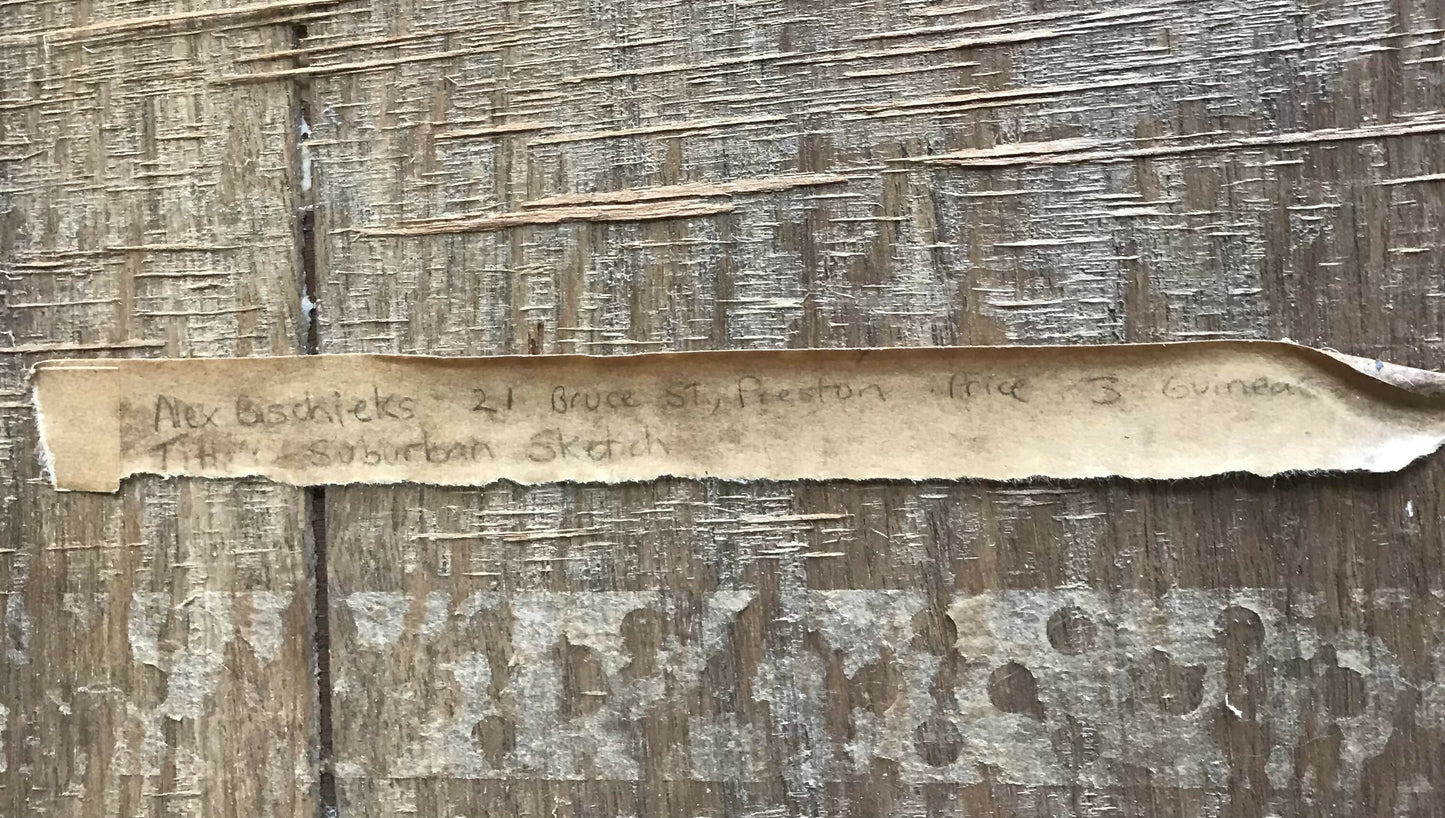 Alex Bischieks 21 Bruce ST, Preston Price 3 Guineas
Title: Suburban Sketch